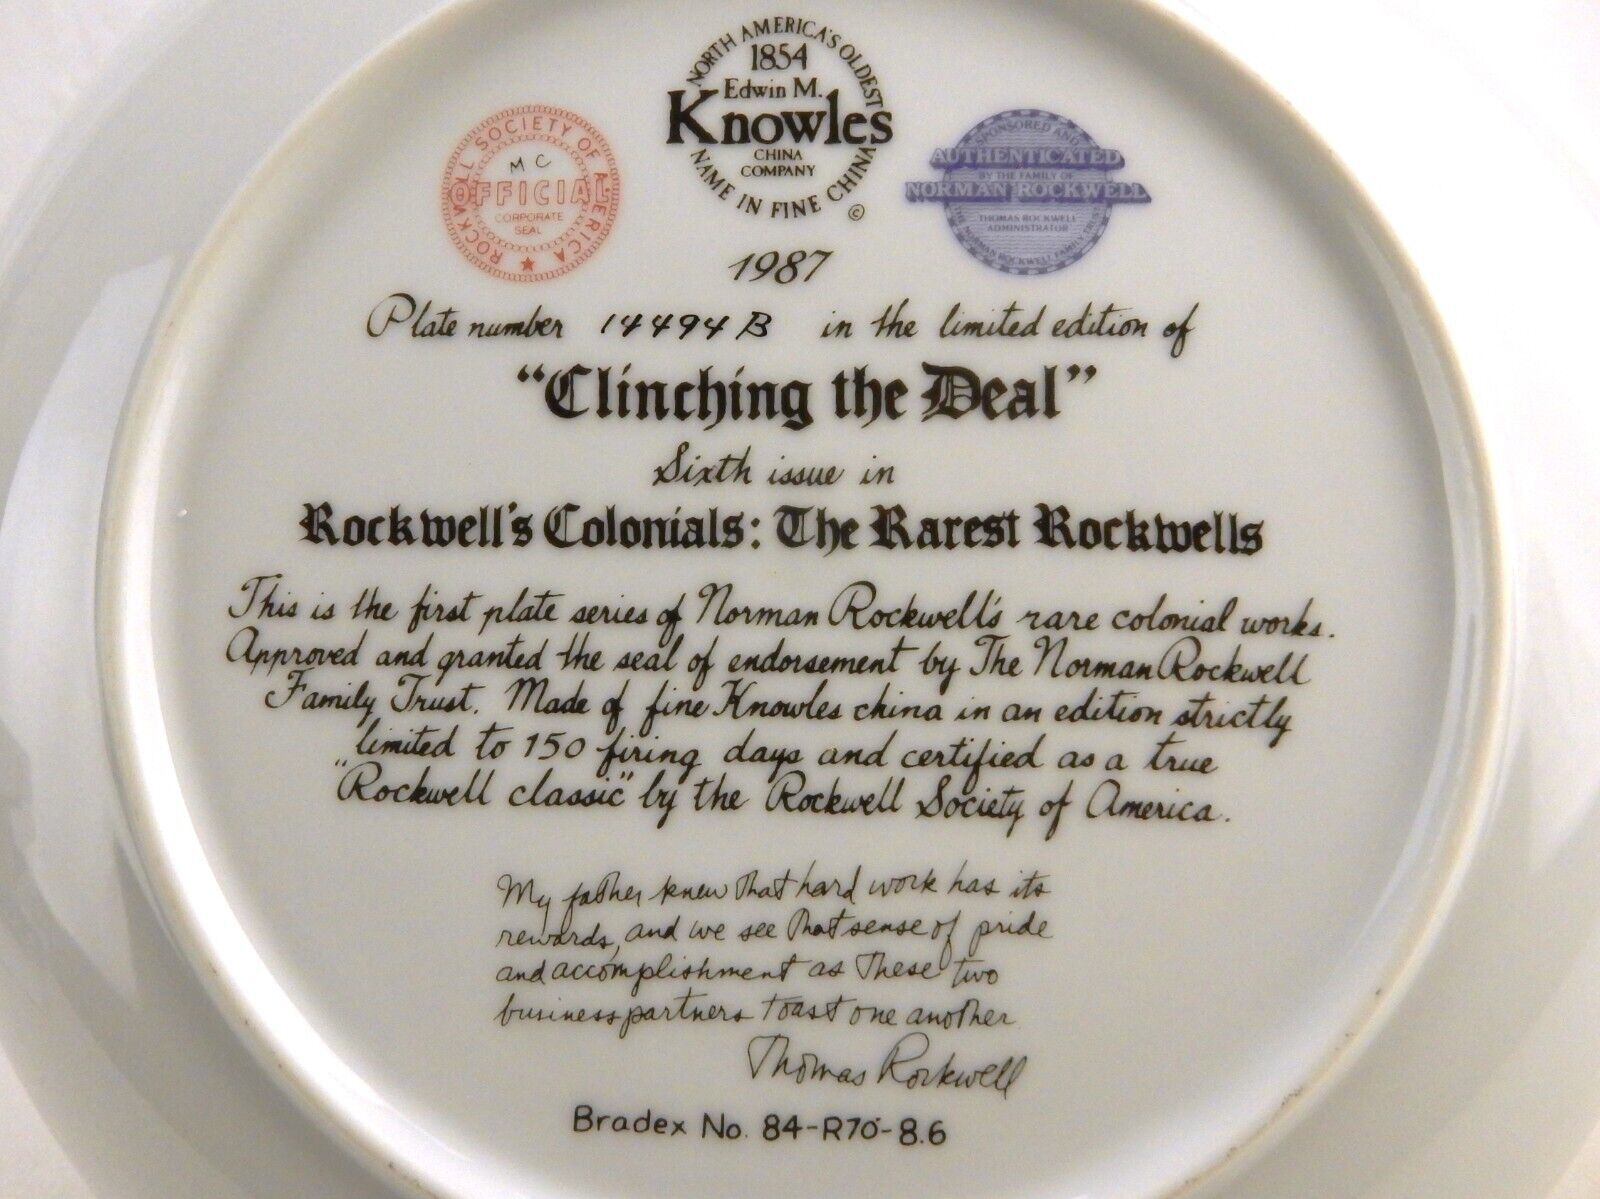 NORTH AMERICA'S OLDEST
1854
Edwin M.
Knowles
CHINA
COMPANY
NAME IN FINE CHINA
©
ROCKWELL SOCIETY OF AMERICA
M C
OFFICIAL
CORPORATE
SEAL
SPONSORED AND
AUTHENTICATED
BY THE FAMILY OF
NORMAN ROCKWELL
THOMAS ROCKWELL
ADMINISTRATOR
THE NORMAN ROCKWELL FAMILY TRUST
1987
Plate number 14494 B in the limited edition of
"Clinching the Deal"
Sixth issue in
Rockwell's Colonials: The Rarest Rockwells
This is the first plate series of Norman Rockwell's rare colonial works.
Approved and granted the seal of endorsement by The Norman Rockwell
Family Trust. Made of fine Knowles china in an edition strictly
limited to 150 firing days and certified as a true
"Rockwell classic" by the Rockwell Society of America.
My father knew that hard work has its
rewards, and we see that sense of pride
and accomplishment as these two
business partners toast one another
Thomas Rockwell
Bradex No. 84-R70-8.6